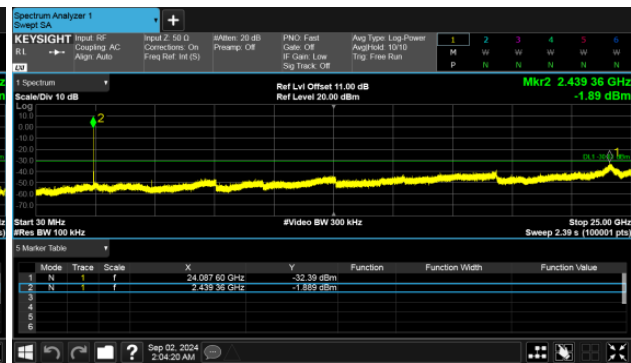 Spectrum Analyzer 1
Swept SA
KEYSIGHT
Input: RF
Coupling: AC
Align: Auto
Input Z: 50 Ω
Corrections: On
Freq Ref: Int (S)
#Atten: 20 dB
Preamp: Off
PNO: Fast
Gate: Off
IF Gain: Low
Sig Track: Off
Avg Type: Log-Power
Avg|Hold: 10/10
Trig: Free Run
1 2 3 4 5 6
M W W W W W
P N N N N N
RL
LXI
1 Spectrum
Scale/Div 10 dB
Ref Lvl Offset 11.00 dB
Ref Level 20.00 dBm
Mkr2 2.439 36 GHz
-1.89 dBm
Log
10.0
0.00
-10.0
-20.0
-30.0
-40.0
-50.0
-60.0
-70.0
2
1
Start 30 MHz
#Res BW 100 kHz
#Video BW 300 kHz
Stop 25.00 GHz
Sweep 2.39 s (100001 pts)
5 Marker Table
Mode Trace Scale X Y Function Function Width Function Value
1 N 1 f 24.087 60 GHz -32.39 dBm
2 N 1 f 2.439 36 GHz -1.889 dBm
3
4
5
6
?
Sep 02, 2024
2:04:20 AM